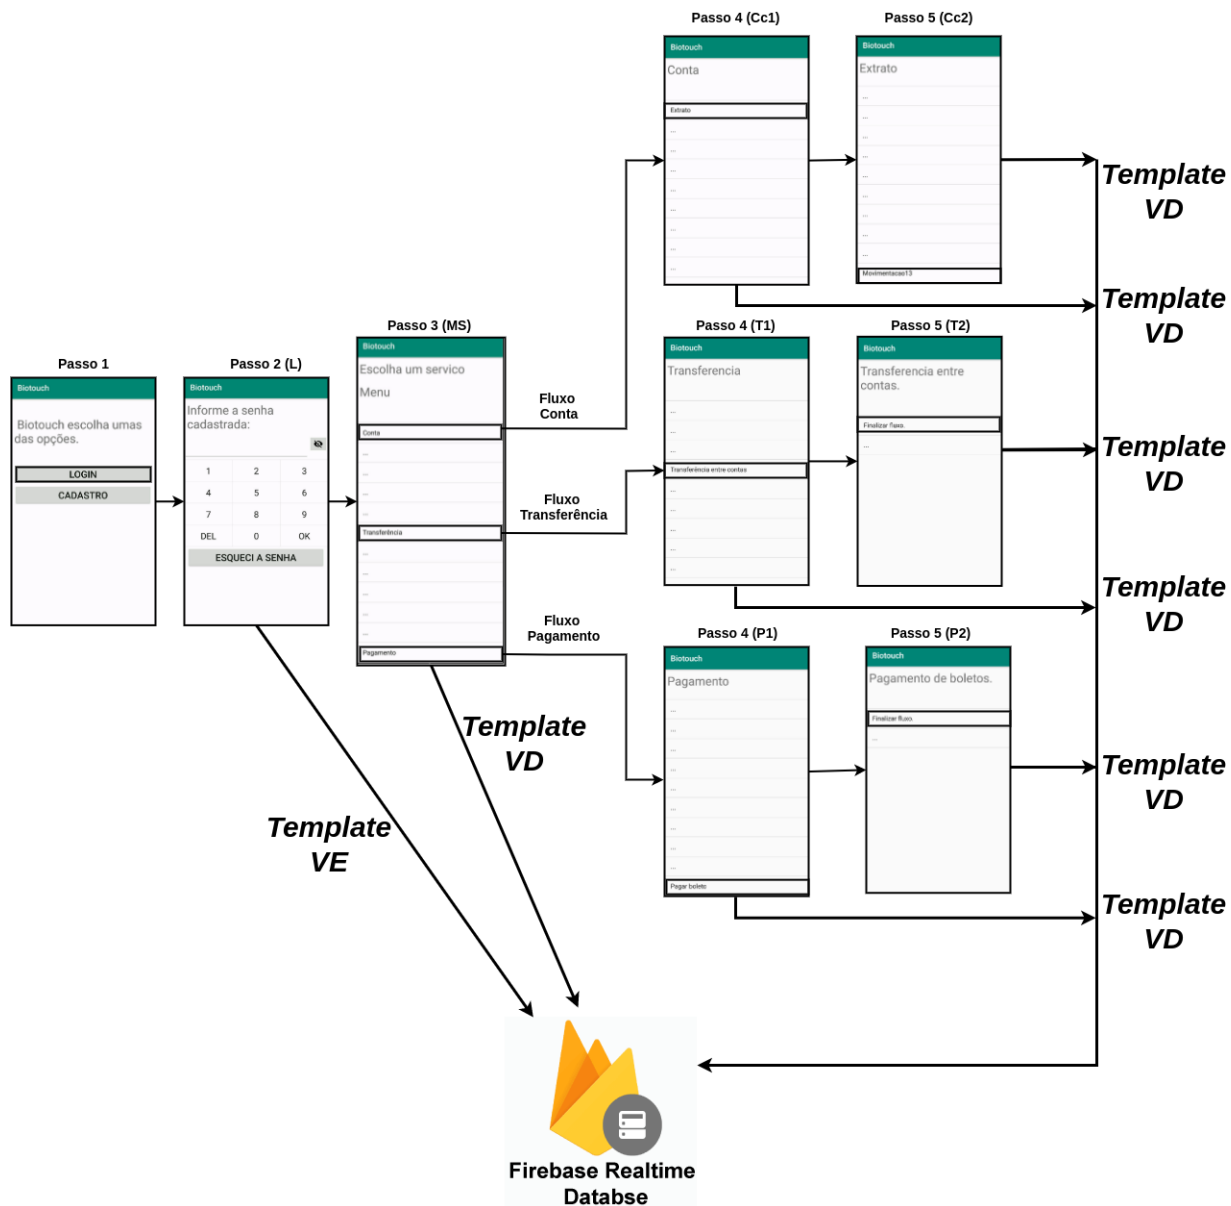 Passo 1
Biotouch
Biotouch escolha umas
das opções.
LOGIN
CADASTRO
Passo 2 (L)
Biotouch
Informe a senha
cadastrada:
1 2 3
4 5 6
7 8 9
DEL 0 OK
ESQUECI A SENHA
Passo 3 (MS)
Biotouch
Escolha um servico
Menu
Conta
...
...
...
...
Transferência
...
...
...
...
...
Pagamento
Fluxo
Conta
Fluxo
Transferência
Fluxo
Pagamento
Passo 4 (Cc1)
Biotouch
Conta
Extrato
...
...
...
...
...
...
...
...
Passo 5 (Cc2)
Biotouch
Extrato
...
...
...
...
...
...
...
...
...
Movimentacao13
Passo 4 (T1)
Biotouch
Transferencia
...
...
...
Transferência entre contas
...
...
...
...
...
Passo 5 (T2)
Biotouch
Transferencia entre
contas.
Finalizar fluxo.
...
Passo 4 (P1)
Biotouch
Pagamento
...
...
...
...
...
...
...
...
...
Pagar boleto
Passo 5 (P2)
Biotouch
Pagamento de boletos.
Finalizar fluxo.
...
Template
VD
Template
VD
Template
VD
Template
VD
Template
VD
Template
VD
Template
VD
Template
VE
Firebase Realtime
Databse